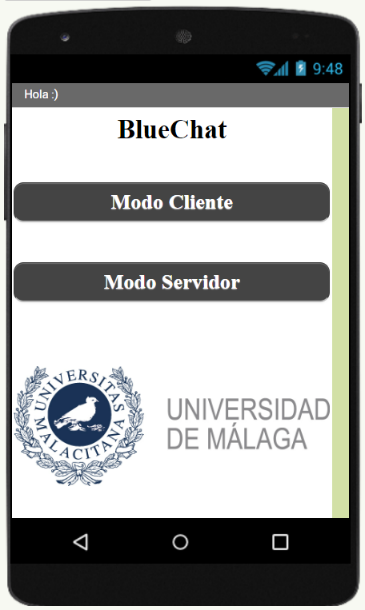 9:48
Hola :)
BlueChat
Modo Cliente
Modo Servidor
UNIVERSITAS
MALACITANA
UNIVERSIDAD
DE MÁLAGA